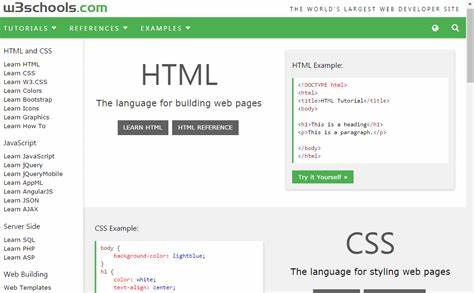 w3schools.com
THE WORLD'S LARGEST WEB DEVELOPER SITE
TUTORIALS REFERENCES EXAMPLES
HTML and CSS
Learn HTML
Learn CSS
Learn W3.CSS
Learn Colors
Learn Bootstrap
Learn Icons
Learn Graphics
Learn How To
JavaScript
Learn JavaScript
Learn jQuery
Learn jQueryMobile
Learn AppML
Learn AngularJS
Learn JSON
Learn AJAX
Server Side
Learn SQL
Learn PHP
Learn ASP
Web Building
Web Templates
HTML
The language for building web pages
LEARN HTML HTML REFERENCE
HTML Example:
<!DOCTYPE html>
<html>
<title>HTML Tutorial</title>
<body>
<h1>This is a heading</h1>
<p>This is a paragraph.</p>
</body>
</html>
Try it Yourself »
CSS Example:
body {
background-color: lightblue;
}
h1 {
color: white;
text-align: center;
CSS
The language for styling web pages